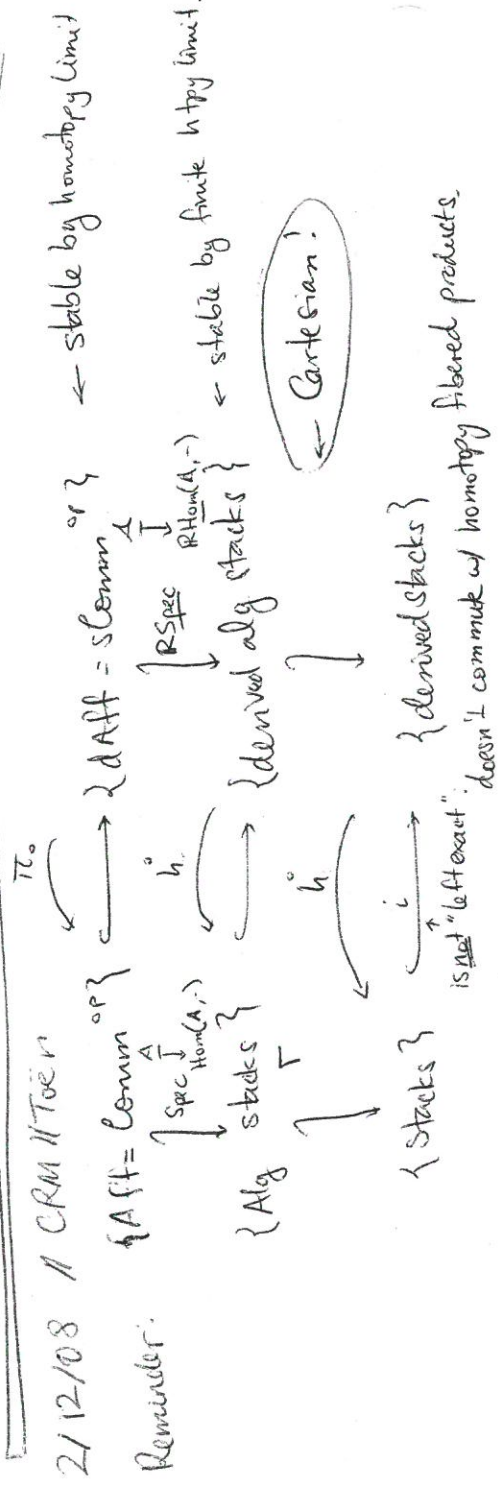 2/12/08 // CRM // Toën
Reminder:
π₀
{Aff = Comm^op} ↪ {dAff = sComm^op} ← stable by homotopy limit
Spec A ↦ Hom(A,-)
RSpec A ↦ RHom(A,-)
h°
{Alg stacks} ↪ {derived alg stacks} ← stable by finite htpy limit.
← Cartesian!
h°
i
{Stacks} ↪ {derived stacks}
is not "left exact": doesn't commute w/ homotopy fibered products.